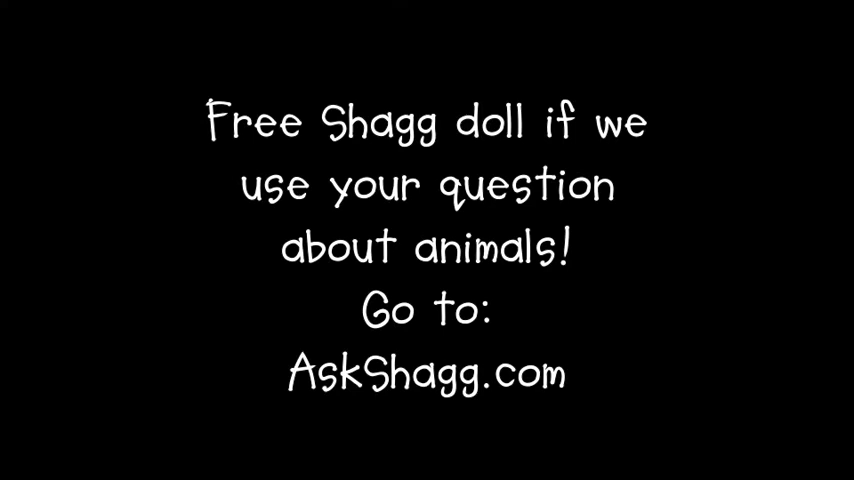 Free Shagg doll if we
use your question
about animals!
Go to:
AskShagg.com